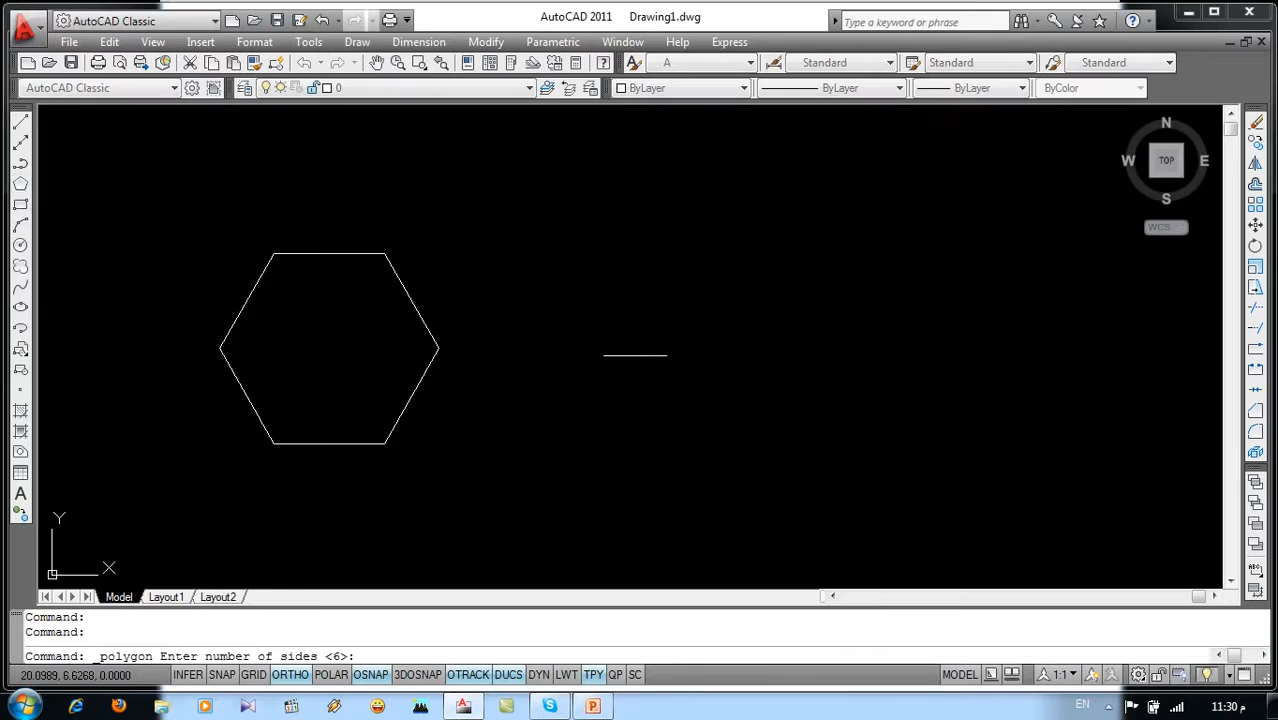 AutoCAD Classic
AutoCAD 2011 Drawing1.dwg
Type a keyword or phrase
File Edit View Insert Format Tools Draw Dimension Modify Parametric Window Help Express
A Standard Standard Standard
AutoCAD Classic 0 ByLayer ByLayer ByLayer ByColor
N
W TOP E
S
WCS
A
Y
X
Model Layout1 Layout2
Command:
Command:
Command: _polygon Enter number of sides <6>:
20.0989, 6.6268, 0.0000 INFER SNAP GRID ORTHO POLAR OSNAP 3DOSNAP OTRACK DUCS DYN LWT TPY QP SC MODEL 1:1
EN 11:30 م